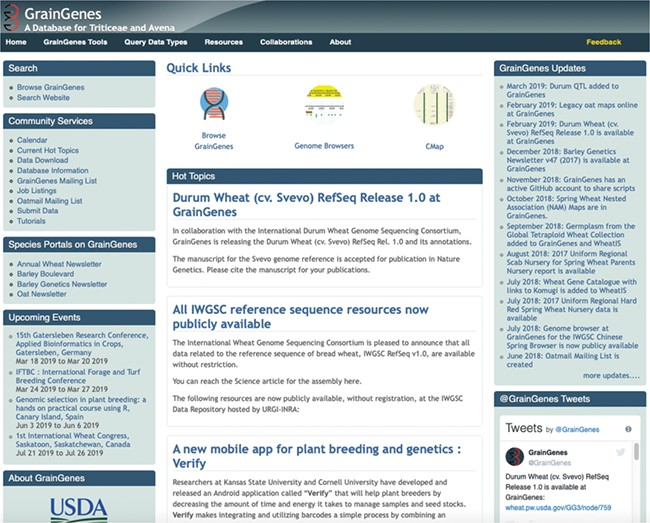 GrainGenes
A Database for Triticeae and Avena
Home GrainGenes Tools Query Data Types Resources Collaborations About Feedback
Search
Browse GrainGenes
Search Website
Community Services
Calendar
Current Hot Topics
Data Download
Database Information
GrainGenes Mailing List
Job Listings
Oatmail Mailing List
Submit Data
Tutorials
Species Portals on GrainGenes
Annual Wheat Newsletter
Barley Boulevard
Barley Genetics Newsletter
Oat Newsletter
Upcoming Events
15th Gatersleben Research Conference,
Applied Bioinformatics in Crops,
Gatersleben, Germany
Mar 18 2019 to Mar 20 2019
IFTBC : International Forage and Turf
Breeding Conference
Mar 24 2019 to Mar 27 2019
Genomic selection in plant breeding: a
hands on practical course using R,
Canary Island, Spain
Jun 3 2019 to Jun 6 2019
1st International Wheat Congress,
Saskatoon, Saskatchewan, Canada
Jul 21 2019 to Jul 26 2019
About GrainGenes
USDA
Quick Links
Browse
GrainGenes
Genome Browsers
CMap
Hot Topics
Durum Wheat (cv. Svevo) RefSeq Release 1.0 at
GrainGenes
In collaboration with the International Durum Wheat Genome Sequencing Consortium,
GrainGenes is releasing the Durum Wheat (cv. Svevo) RefSeq Rel. 1.0 and its annotations.
The manuscript for the Svevo genome reference is accepted for publication in Nature
Genetics. Please cite the manuscript for your publications.
All IWGSC reference sequence resources now
publicly available
The International Wheat Genome Sequencing Consortium is pleased to announce that all
data related to the reference sequence of bread wheat, IWGSC RefSeq v1.0, are available
without restriction.
You can reach the Science article for the assembly here.
The following resources are now publicly available, without registration, at the IWGSC
Data Repository hosted by URGI-INRA:
A new mobile app for plant breeding and genetics :
Verify
Researchers at Kansas State University and Cornell University have developed and
released an Android application called “Verify” that will help plant breeders by
decreasing the amount of time and energy it takes to manage samples and seed stocks.
Verify makes integrating and utilizing barcodes a simple process by combining an
GrainGenes Updates
March 2019: Durum QTL added to
GrainGenes
February 2019: Legacy oat maps online
at GrainGenes
February 2019: Durum Wheat (cv.
Svevo) RefSeq Release 1.0 is available
at GrainGenes
December 2018: Barley Genetics
Newsletter v47 (2017) is available at
GrainGenes
November 2018: GrainGenes has an
active GitHub account to share scripts
October 2018: Spring Wheat Nested
Association (NAM) Maps are in
GrainGenes.
September 2018: Germplasm from the
Global Tetraploid Wheat Collection
added to GrainGenes and WheatIS
August 2018: 2017 Uniform Regional
Scab Nursery for Spring Wheat Parents
Nursery report is available
July 2018: Wheat Gene Catalogue with
links to Komugi is added to WheatIS
July 2018: 2017 Uniform Regional Hard
Red Spring Wheat Nursery data is
available
July 2018: Genome browser at
GrainGenes for the IWGSC Chinese
Spring Browser is now publicly available
June 2018: Oatmail Mailing List is
created
more updates....
@GrainGenes Tweets
Tweets by @GrainGenes
GrainGenes
@GrainGenes
Durum Wheat (cv. Svevo) RefSeq
Release 1.0 is available at
GrainGenes:
wheat.pw.usda.gov/GG3/node/759